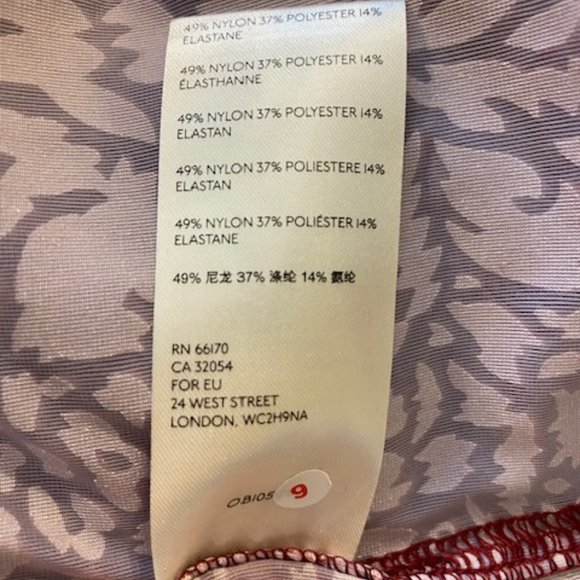 49% NYLON 37% POLYESTER 14%
ELASTANE
49% NYLON 37% POLYESTER 14%
ÉLASTHANNE
49% NYLON 37% POLYESTER 14%
ELASTAN
49% NYLON 37% POLIESTERE 14%
ELASTAN
49% NYLON 37% POLIÉSTER 14%
ELASTANE
49% 尼龙 37% 涤纶 14% 氨纶
RN 66170
CA 32054
FOR EU
24 WEST STREET
LONDON, WC2H9NA
OB105 9